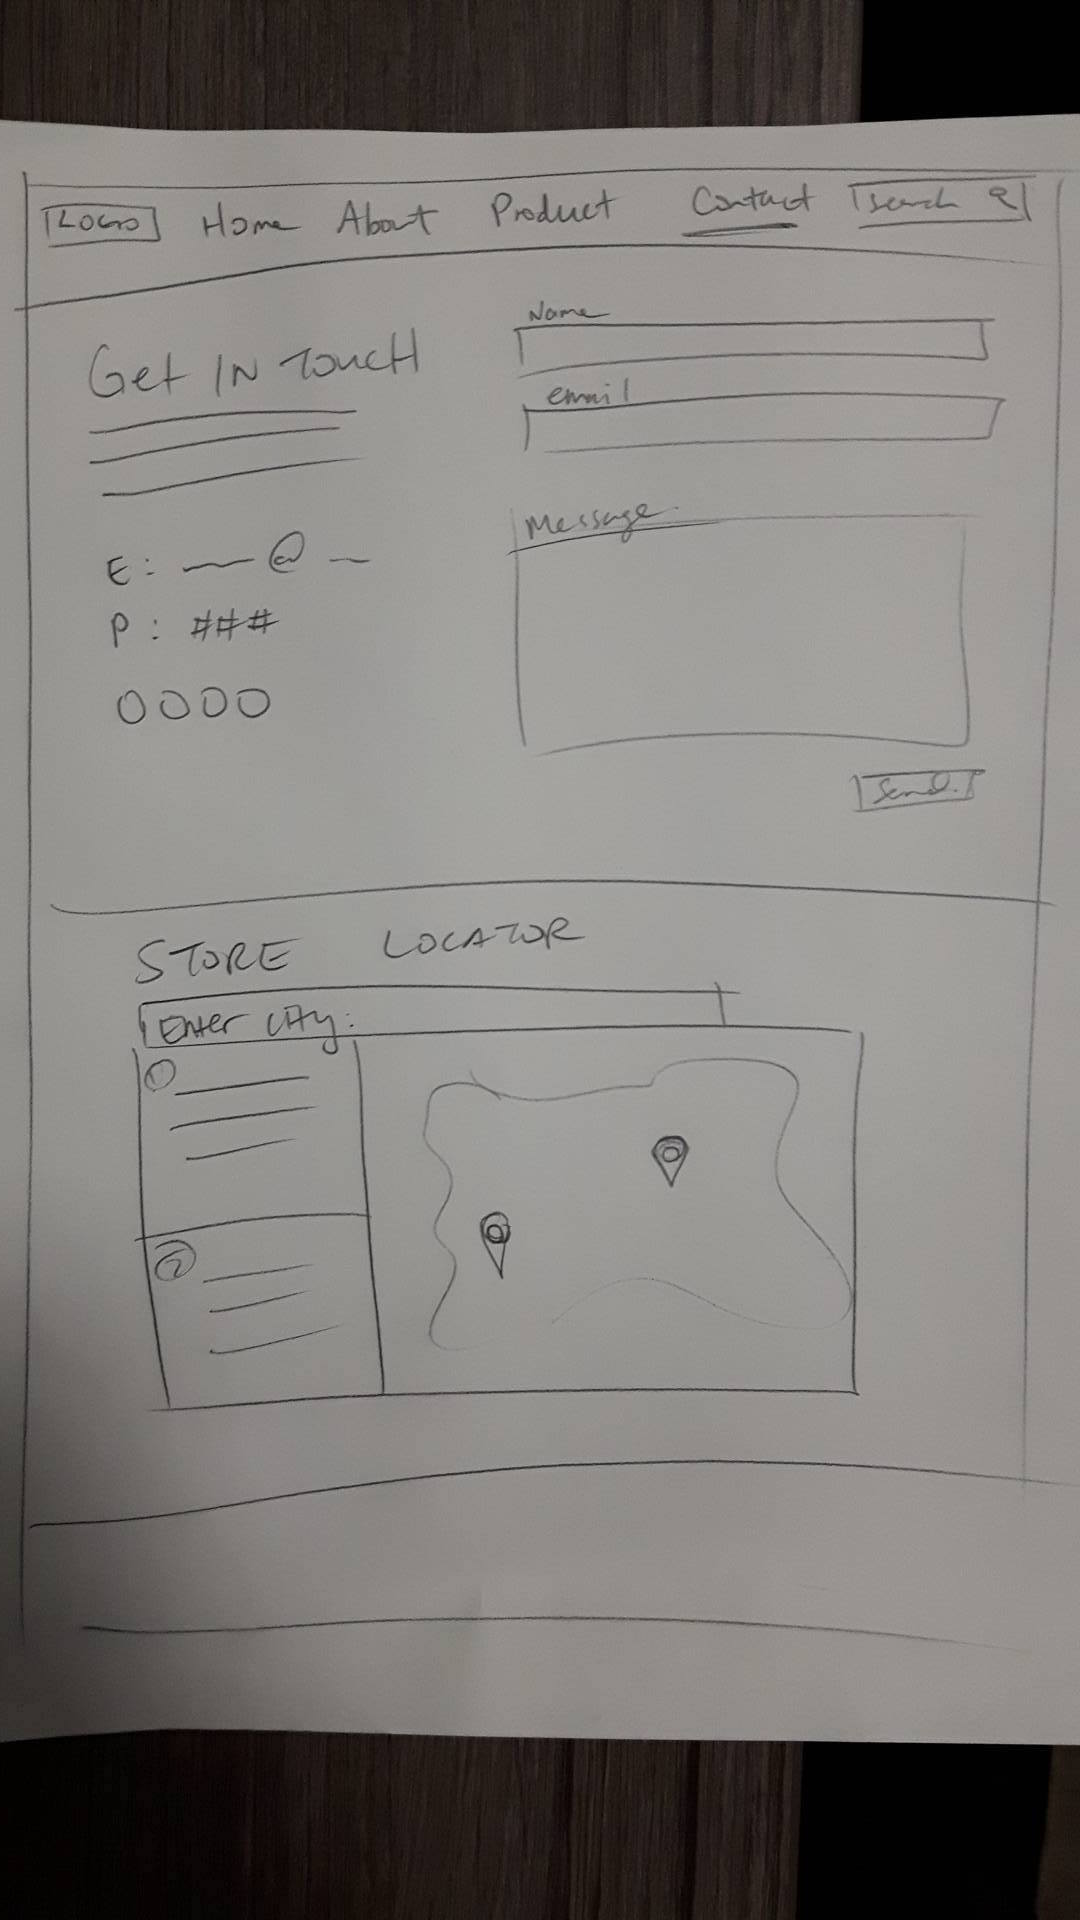 LOGO Home About Product Contact Search
Get IN TOUCH
Name
email
Message.
E: @
P: ###
Send.
STORE LOCATOR
Enter City:
1
2